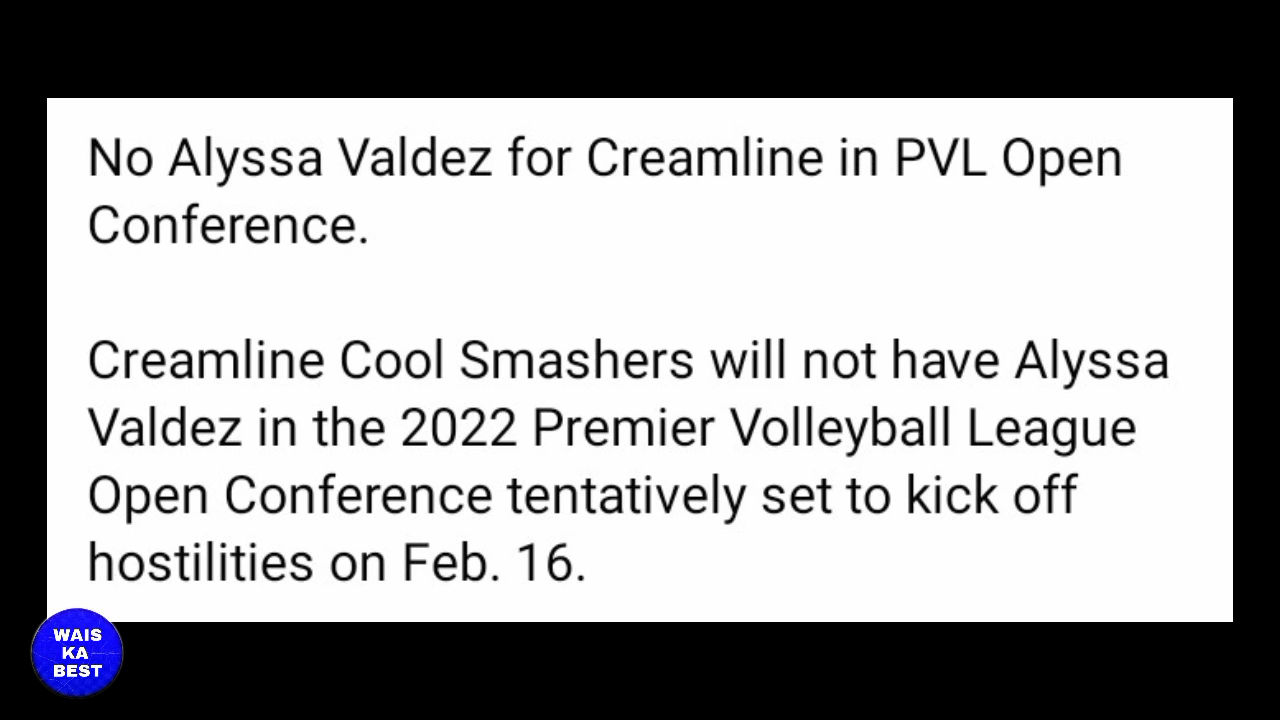 No Alyssa Valdez for Creamline in PVL Open
Conference.
Creamline Cool Smashers will not have Alyssa
Valdez in the 2022 Premier Volleyball League
Open Conference tentatively set to kick off
hostilities on Feb. 16.
WAIS
KA
BEST